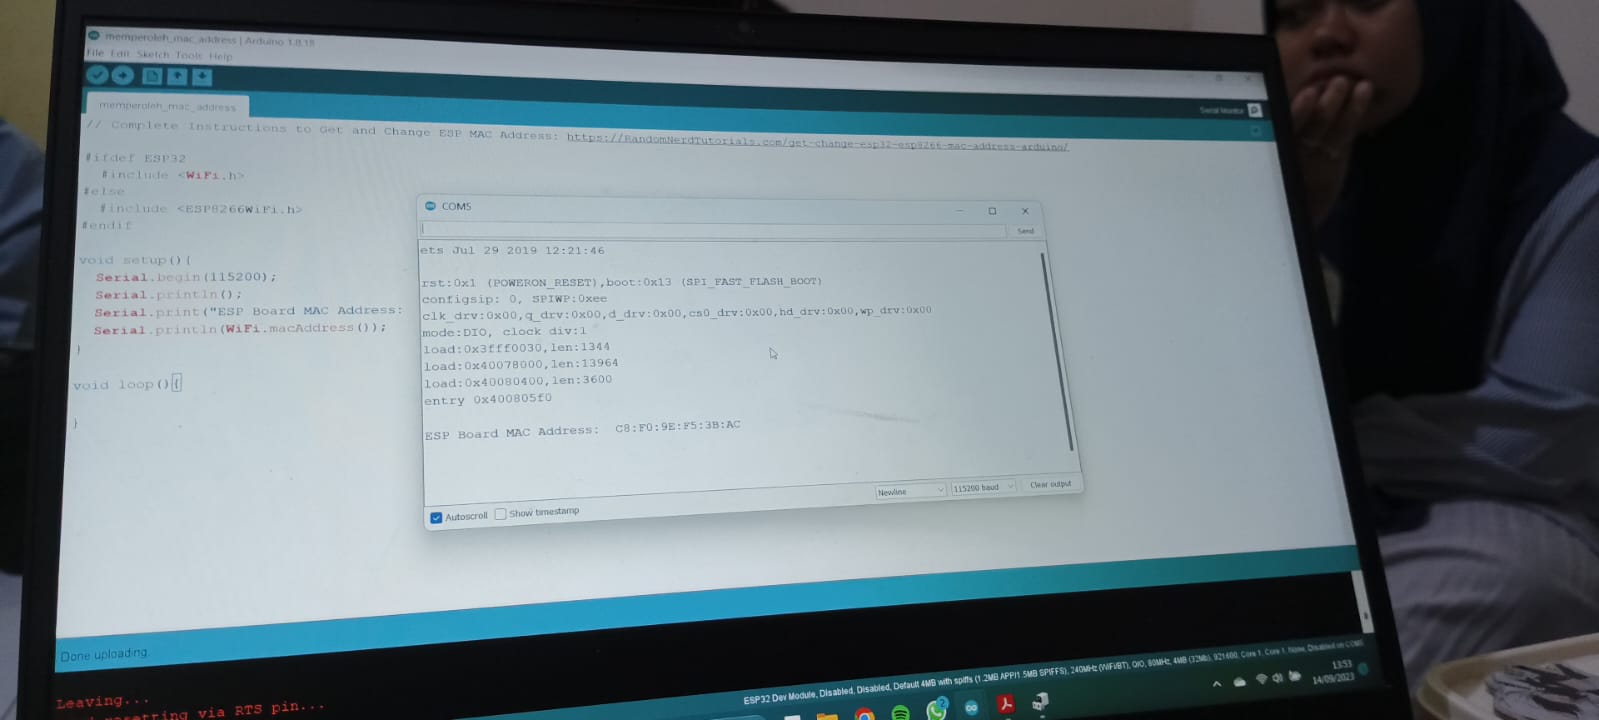 memperoleh_mac_address | Arduino 1.8.18
File Edit Sketch Tools Help
Serial Monitor
memperoleh_mac_address
// Complete Instructions to Get and Change ESP MAC Address: https://RandomNerdTutorials.com/get-change-esp32-esp8266-mac-address-arduino/
#ifdef ESP32
#include <WiFi.h>
#else
#include <ESP8266WiFi.h>
#endif
void setup(){
Serial.begin(115200);
Serial.println();
Serial.print("ESP Board MAC Address:
Serial.println(WiFi.macAddress());
}
void loop(){
}
COM5
Send
ets Jul 29 2019 12:21:46
rst:0x1 (POWERON_RESET),boot:0x13 (SPI_FAST_FLASH_BOOT)
configsip: 0, SPIWP:0xee
clk_drv:0x00,q_drv:0x00,d_drv:0x00,cs0_drv:0x00,hd_drv:0x00,wp_drv:0x00
mode:DIO, clock div:1
load:0x3fff0030,len:1344
load:0x40078000,len:13964
load:0x40080400,len:3600
entry 0x400805f0
ESP Board MAC Address:  C8:F0:9E:F5:3B:AC
Autoscroll Show timestamp
Newline
115200 baud
Clear output
Done uploading.
Leaving...
resetting via RTS pin...
ESP32 Dev Module, Disabled, Disabled, Default 4MB with spiffs (1.2MB APP/1.5MB SPIFFS), 240MHz (WiFi/BT), QIO, 80MHz, 4MB (32Mb), 921600, Core 1, Core 1, None, Disabled on COM5
2
13:53
14/09/2023